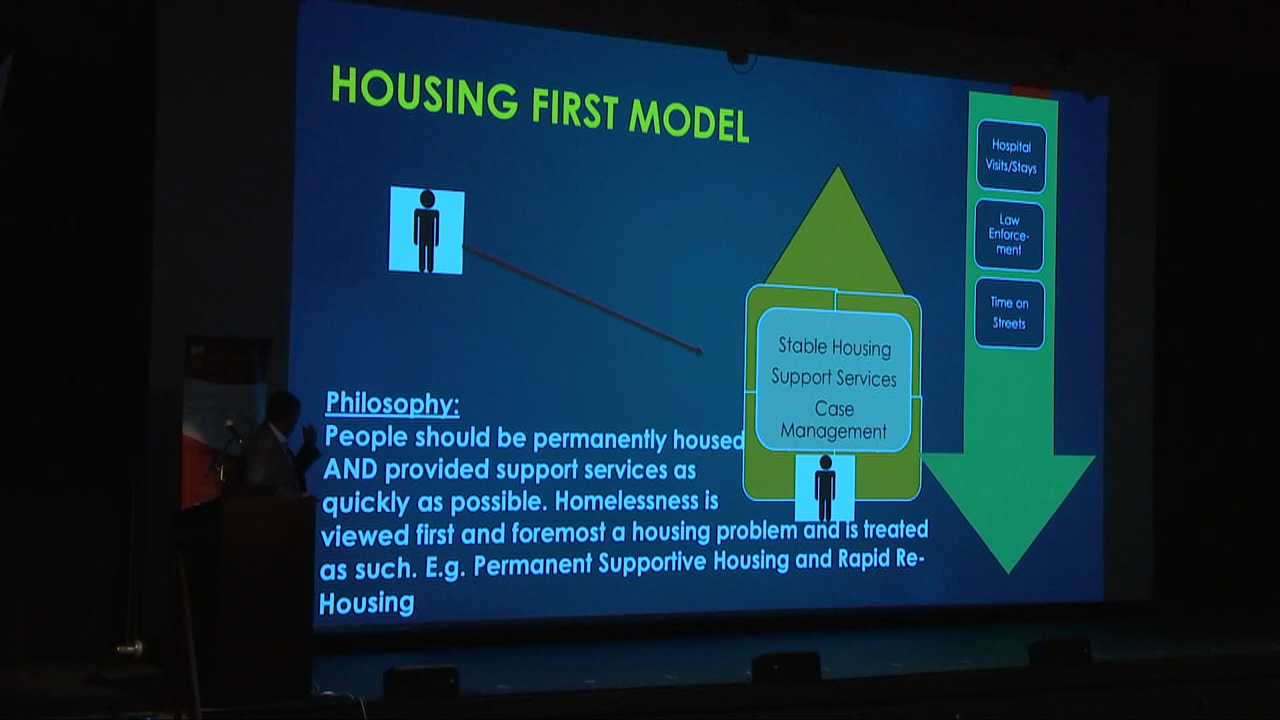 HOUSING FIRST MODEL
Hospital
Visits/Stays
Law
Enforce-
ment
Time on
Streets
Stable Housing
Support Services
Case
Management
Philosophy:
People should be permanently housed
AND provided support services as
quickly as possible. Homelessness is
viewed first and foremost a housing problem and is treated
as such. E.g. Permanent Supportive Housing and Rapid Re-
Housing